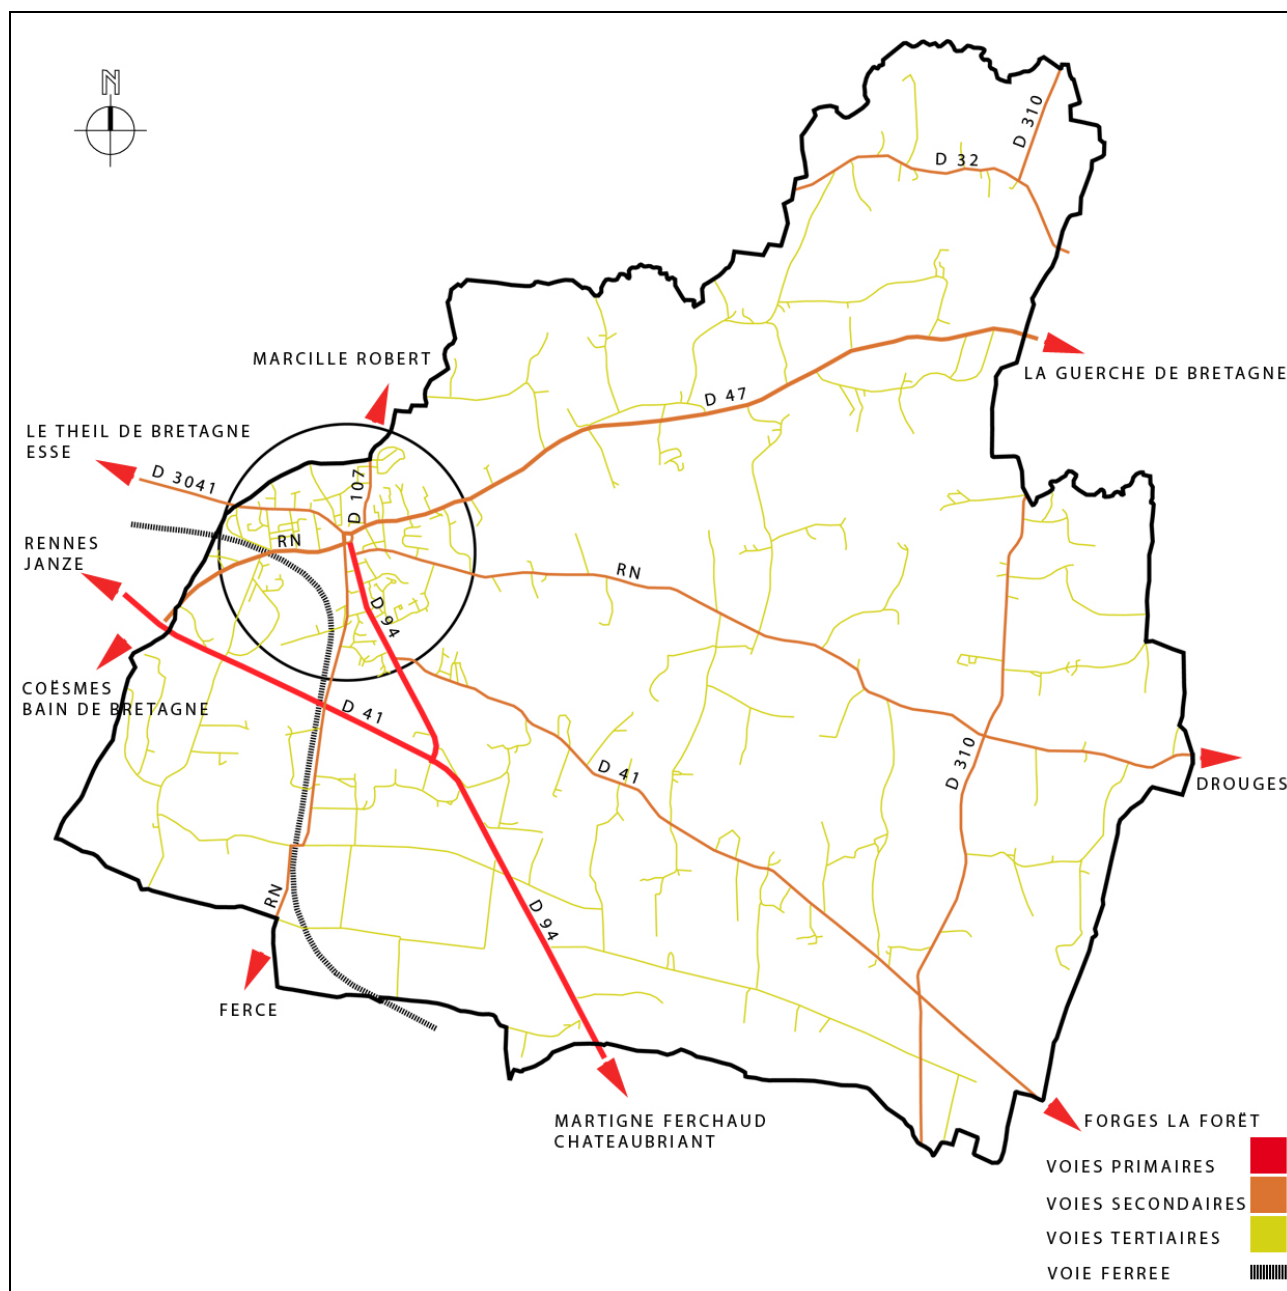 N
D 310
D 32
MARCILLE ROBERT
LA GUERCHE DE BRETAGNE
D 47
LE THEIL DE BRETAGNE
ESSE
D 3041
D 107
RENNES
JANZE
RN
RN
D 94
COËSMES
BAIN DE BRETAGNE
D 41
D 41
D 310
DROUGES
RN
D 94
FERCE
MARTIGNE FERCHAUD
CHATEAUBRIANT
FORGES LA FORËT
VOIES PRIMAIRES
VOIES SECONDAIRES
VOIES TERTIAIRES
VOIE FERREE